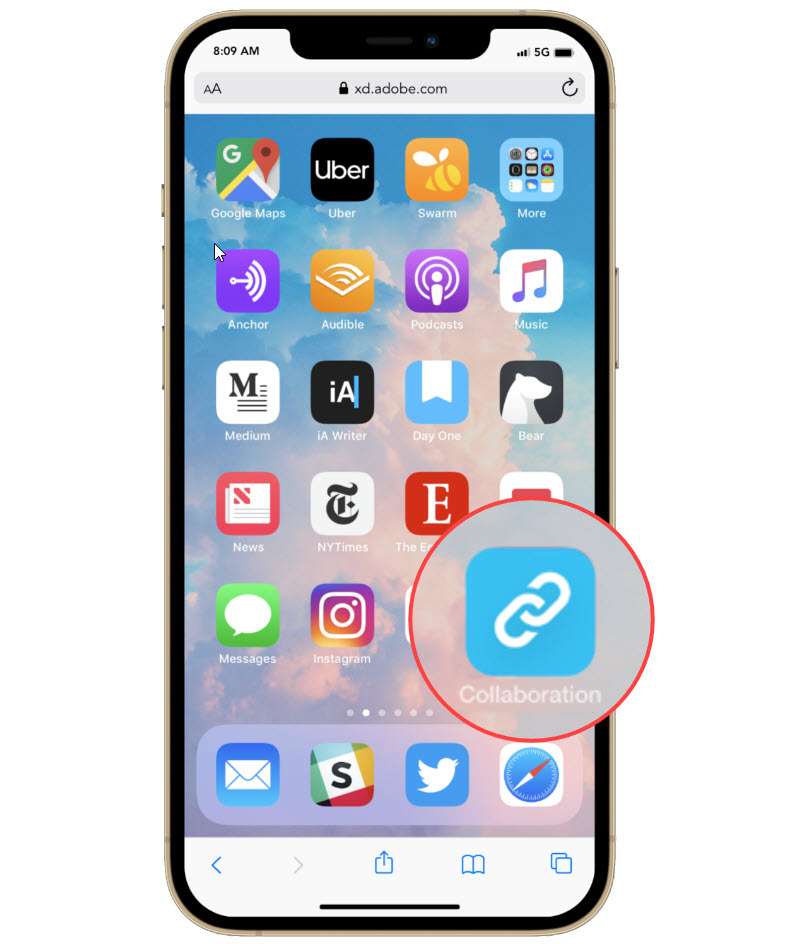 8:09 AM
5G
AA
xd.adobe.com
G
Uber
Google Maps
Uber
Swarm
More
Anchor
Audible
Podcasts
Music
M
iA
Medium
iA Writer
Day One
Bear
N
T
E
News
NYTimes
The E
Messages
Instagram
Collaboration
S